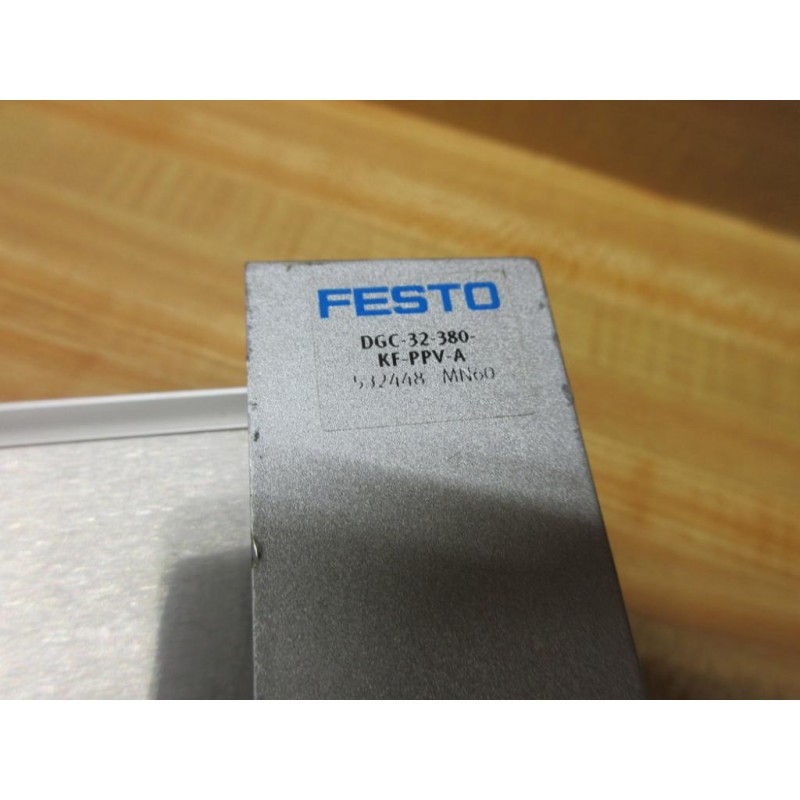 FESTO
DGC-32-380-
KF-PPV-A
532448 MN60